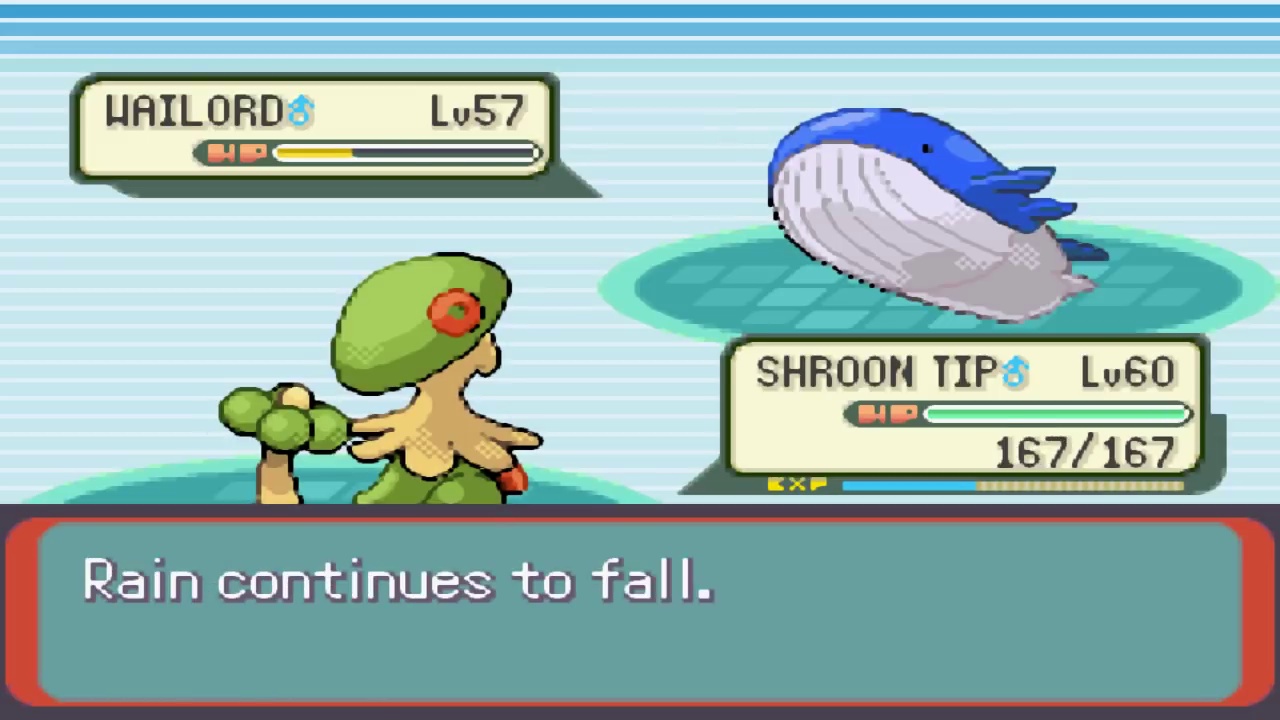 WAILORD♂ Lv57
HP
SHROON TIP♂ Lv60
HP
167/167
EXP
Rain continues to fall.